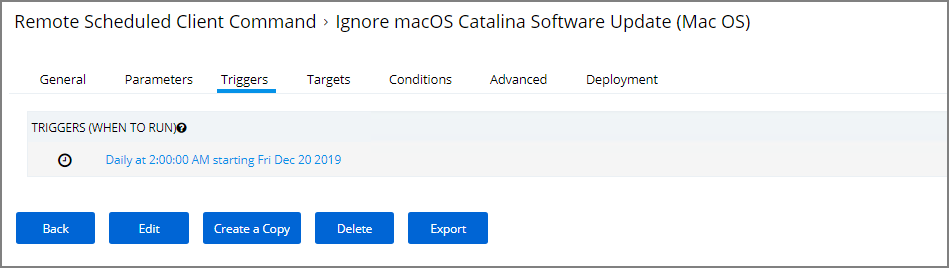 Remote Scheduled Client Command › Ignore macOS Catalina Software Update (Mac OS)
General Parameters Triggers Targets Conditions Advanced Deployment
TRIGGERS (WHEN TO RUN)
Daily at 2:00:00 AM starting Fri Dec 20 2019
Back Edit Create a Copy Delete Export